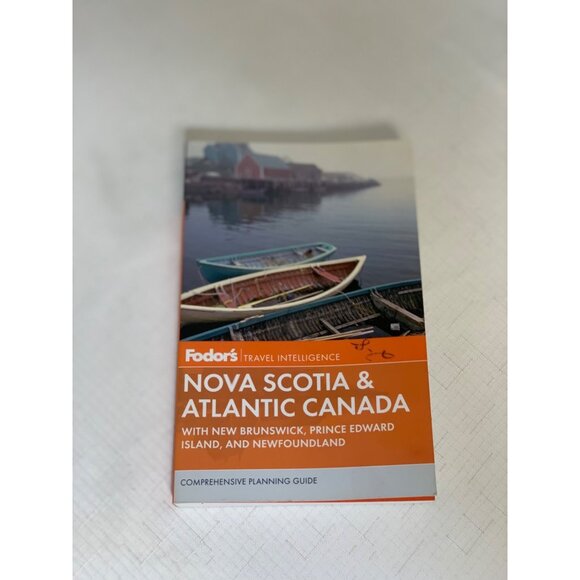 Fodor's TRAVEL INTELLIGENCE
NOVA SCOTIA &
ATLANTIC CANADA
WITH NEW BRUNSWICK, PRINCE EDWARD
ISLAND, AND NEWFOUNDLAND
COMPREHENSIVE PLANNING GUIDE